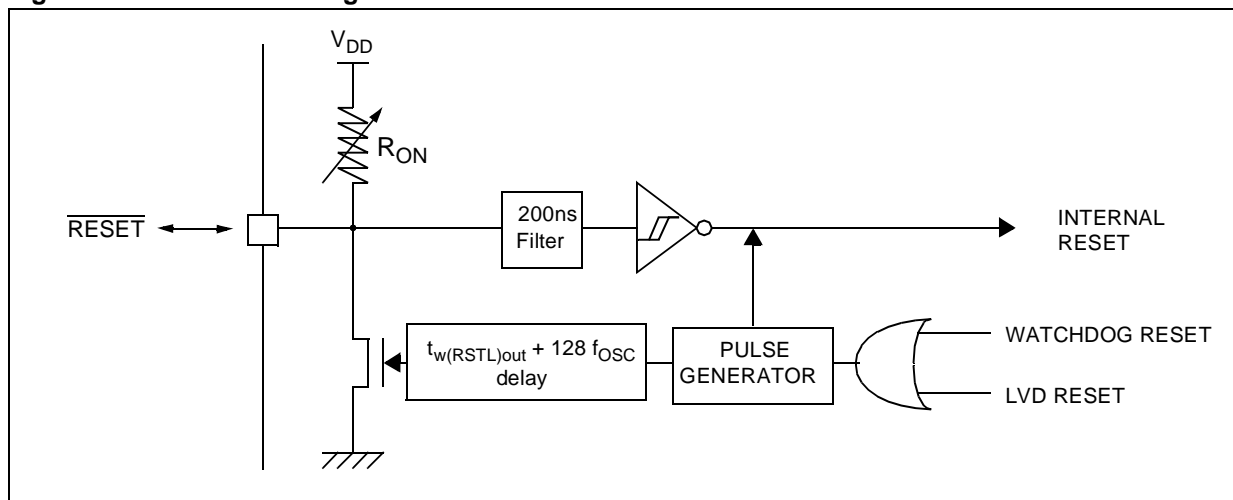 V_DD
R_ON
RESET
200ns
Filter
INTERNAL
RESET
t_w(RSTL)out + 128 f_OSC
delay
PULSE
GENERATOR
WATCHDOG RESET
LVD RESET